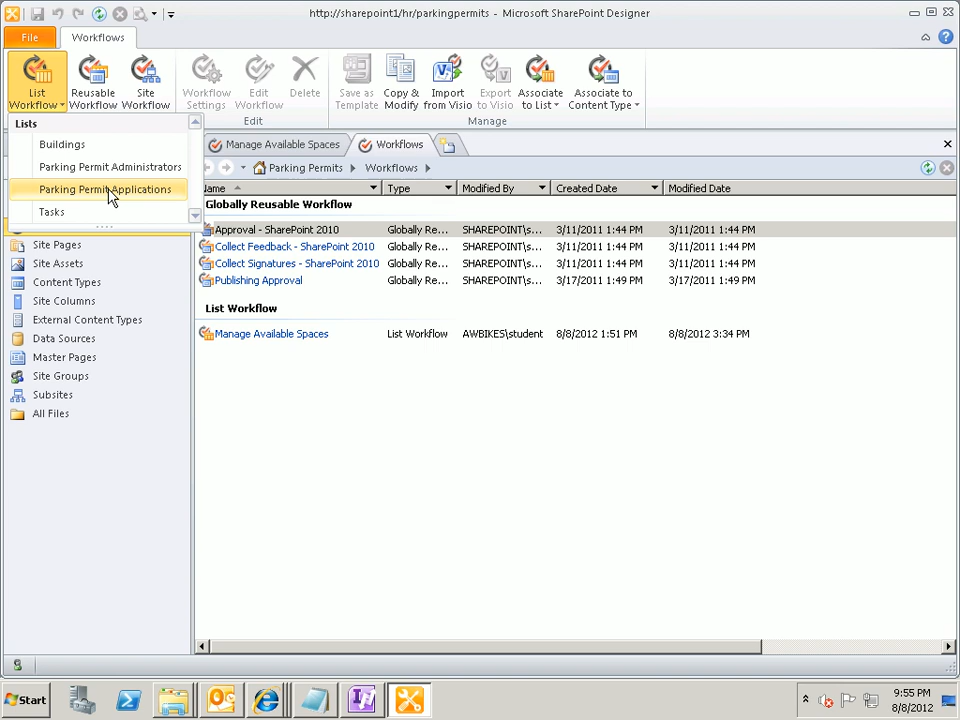 http://sharepoint1/hr/parkingpermits - Microsoft SharePoint Designer
File
Workflows
List Workflow
Reusable Workflow
Site Workflow
Workflow Settings
Edit Workflow
Delete
Save as Template
Copy & Modify
Import from Visio
Export to Visio
Associate to List
Associate to Content Type
Edit
Manage
Lists
Buildings
Parking Permit Administrators
Parking Permit Applications
Tasks
Manage Available Spaces
Workflows
Parking Permits
Workflows
Name Type Modified By Created Date Modified Date
Globally Reusable Workflow
Approval - SharePoint 2010 Globally Re... SHAREPOINT\s... 3/11/2011 1:44 PM 3/11/2011 1:44 PM
Collect Feedback - SharePoint 2010 Globally Re... SHAREPOINT\s... 3/11/2011 1:44 PM 3/11/2011 1:44 PM
Collect Signatures - SharePoint 2010 Globally Re... SHAREPOINT\s... 3/11/2011 1:44 PM 3/11/2011 1:44 PM
Publishing Approval Globally Re... SHAREPOINT\s... 3/17/2011 1:49 PM 3/17/2011 1:49 PM
List Workflow
Manage Available Spaces List Workflow AWBIKES\student 8/8/2012 1:51 PM 8/8/2012 3:34 PM
Site Pages
Site Assets
Content Types
Site Columns
External Content Types
Data Sources
Master Pages
Site Groups
Subsites
All Files
Start
9:55 PM
8/8/2012